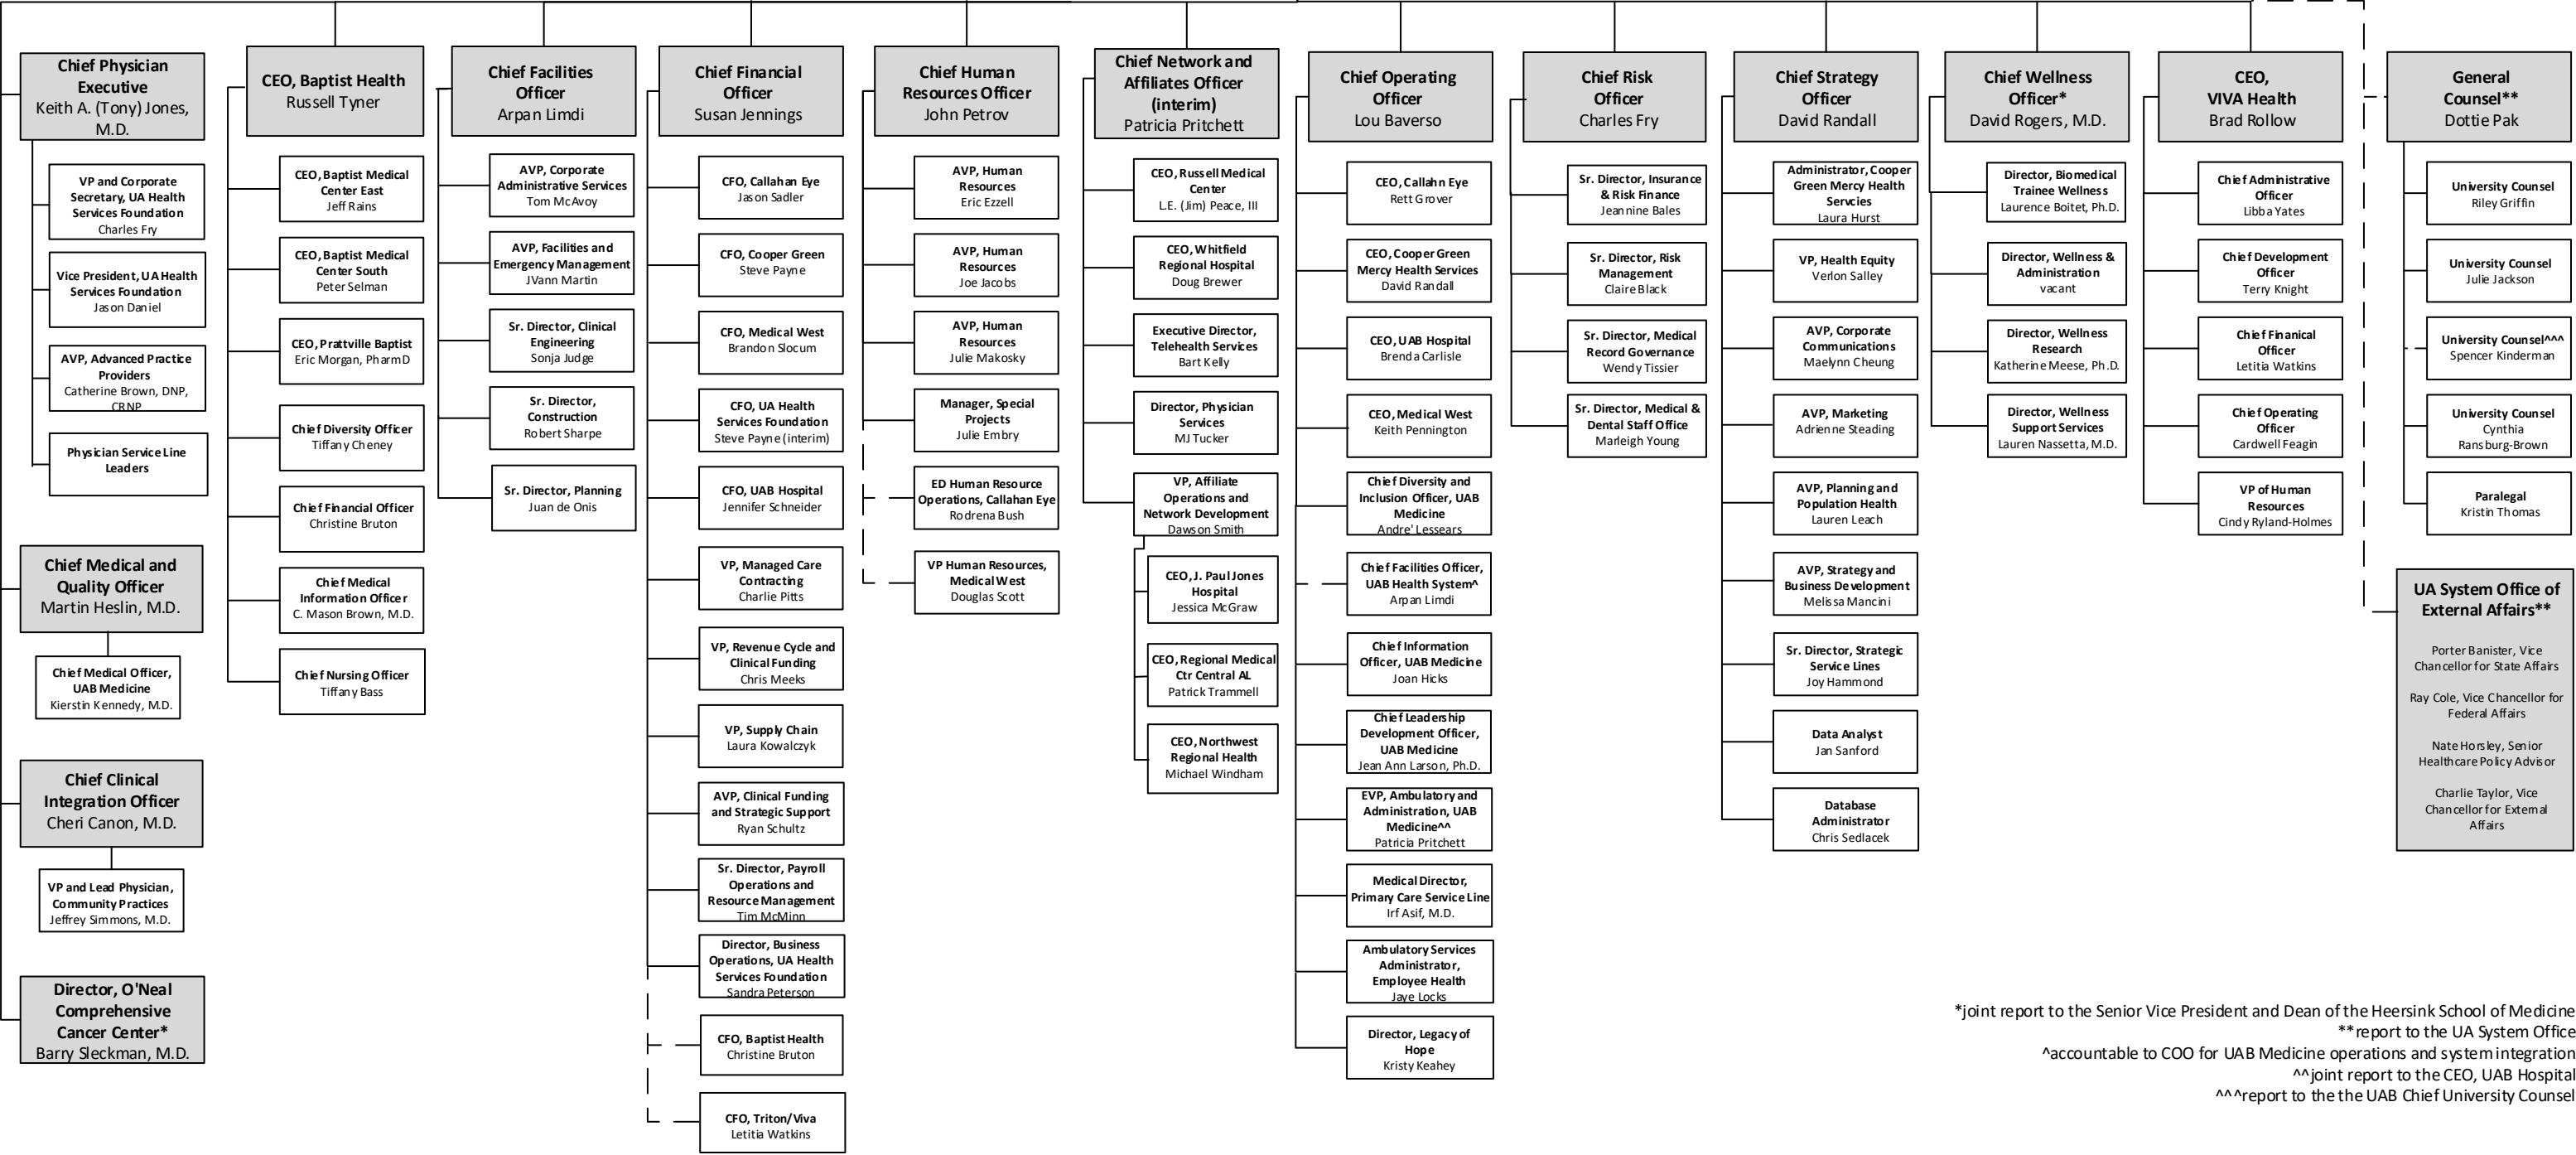 Chief Physician
Executive
Keith A. (Tony) Jones,
M.D.
VP and Corporate
Secretary, UA Health
Services Foundation
Charles Fry
Vice President, UA Health
Services Foundation
Jason Daniel
AVP, Advanced Practice
Providers
Catherine Brown, DNP,
CRNP
Physician Service Line
Leaders
Chief Medical and
Quality Officer
Martin Heslin, M.D.
Chief Medical Officer,
UAB Medicine
Kierstin Kennedy, M.D.
Chief Clinical
Integration Officer
Cheri Canon, M.D.
VP and Lead Physician,
Community Practices
Jeffrey Simmons, M.D.
Director, O'Neal
Comprehensive
Cancer Center*
Barry Sleckman, M.D.
CEO, Baptist Health
Russell Tyner
CEO, Baptist Medical
Center East
Jeff Rains
CEO, Baptist Medical
Center South
Peter Selman
CEO, Prattville Baptist
Eric Morgan, PharmD
Chief Diversity Officer
Tiffany Cheney
Chief Financial Officer
Christine Bruton
Chief Medical
Information Officer
C. Mason Brown, M.D.
Chief Nursing Officer
Tiffany Bass
Chief Facilities
Officer
Arpan Limdi
AVP, Corporate
Administrative Services
Tom McAvoy
AVP, Facilities and
Emergency Management
JVann Martin
Sr. Director, Clinical
Engineering
Sonja Judge
Sr. Director,
Construction
Robert Sharpe
Sr. Director, Planning
Juan de Onis
Chief Financial
Officer
Susan Jennings
CFO, Callahan Eye
Jason Sadler
CFO, Cooper Green
Steve Payne
CFO, Medical West
Brandon Slocum
CFO, UA Health
Services Foundation
Steve Payne (interim)
CFO, UAB Hospital
Jennifer Schneider
VP, Managed Care
Contracting
Charlie Pitts
VP, Revenue Cycle and
Clinical Funding
Chris Meeks
VP, Supply Chain
Laura Kowalczyk
AVP, Clinical Funding
and Strategic Support
Ryan Schultz
Sr. Director, Payroll
Operations and
Resource Management
Tim McMinn
Director, Business
Operations, UA Health
Services Foundation
Sandra Peterson
CFO, Baptist Health
Christine Bruton
CFO, Triton/Viva
Letitia Watkins
Chief Human
Resources Officer
John Petrov
AVP, Human
Resources
Eric Ezzell
AVP, Human
Resources
Joe Jacobs
AVP, Human
Resources
Julie Makosky
Manager, Special
Projects
Julie Embry
ED Human Resource
Operations, Callahan Eye
Rodrena Bush
VP Human Resources,
Medical West
Douglas Scott
Chief Network and
Affiliates Officer
(interim)
Patricia Pritchett
CEO, Russell Medical
Center
L.E. (Jim) Peace, III
CEO, Whitfield
Regional Hospital
Doug Brewer
Executive Director,
Telehealth Services
Bart Kelly
Director, Physician
Services
MJ Tucker
VP, Affiliate
Operations and
Network Development
Dawson Smith
CEO, J. Paul Jones
Hospital
Jessica McGraw
CEO, Regional Medical
Ctr Central AL
Patrick Trammell
CEO, Northwest
Regional Health
Michael Windham
Chief Operating
Officer
Lou Baverso
CEO, Callahn Eye
Rett Grover
CEO, Cooper Green
Mercy Health Services
David Randall
CEO, UAB Hospital
Brenda Carlisle
CEO, Medical West
Keith Pennington
Chief Diversity and
Inclusion Officer, UAB
Medicine
Andre' Lessears
Chief Facilities Officer,
UAB Health System^
Arpan Limdi
Chief Information
Officer, UAB Medicine
Joan Hicks
Chief Leadership
Development Officer,
UAB Medicine
Jean Ann Larson, Ph.D.
EVP, Ambulatory and
Administration, UAB
Medicine^^
Patricia Pritchett
Medical Director,
Primary Care Service Line
Irf Asif, M.D.
Ambulatory Services
Administrator,
Employee Health
Jaye Locks
Director, Legacy of
Hope
Kristy Keahey
Chief Risk
Officer
Charles Fry
Sr. Director, Insurance
& Risk Finance
Jeannine Bales
Sr. Director, Risk
Management
Claire Black
Sr. Director, Medical
Record Governance
Wendy Tissier
Sr. Director, Medical &
Dental Staff Office
Marleigh Young
Chief Strategy
Officer
David Randall
Administrator, Cooper
Green Mercy Health
Servcies
Laura Hurst
VP, Health Equity
Verlon Salley
AVP, Corporate
Communications
Maelynn Cheung
AVP, Marketing
Adrienne Steading
AVP, Planning and
Population Health
Lauren Leach
AVP, Strategy and
Business Development
Melissa Mancini
Sr. Director, Strategic
Service Lines
Joy Hammond
Data Analyst
Jan Sanford
Database
Administrator
Chris Sedlacek
Chief Wellness
Officer*
David Rogers, M.D.
Director, Biomedical
Trainee Wellness
Laurence Boitet, Ph.D.
Director, Wellness &
Administration
vacant
Director, Wellness
Research
Katherine Meese, Ph.D.
Director, Wellness
Support Services
Lauren Nassetta, M.D.
CEO,
VIVA Health
Brad Rollow
Chief Administrative
Officer
Libba Yates
Chief Development
Officer
Terry Knight
Chief Finanical
Officer
Letitia Watkins
Chief Operating
Officer
Cardwell Feagin
VP of Human
Resources
Cindy Ryland-Holmes
General
Counsel**
Dottie Pak
University Counsel
Riley Griffin
University Counsel
Julie Jackson
University Counsel^^^
Spencer Kinderman
University Counsel
Cynthia
Ransburg-Brown
Paralegal
Kristin Thomas
UA System Office of
External Affairs**
Porter Banister, Vice
Chancellor for State Affairs
Ray Cole, Vice Chancellor for
Federal Affairs
Nate Horsley, Senior
Healthcare Policy Advisor
Charlie Taylor, Vice
Chancellor for External
Affairs
*joint report to the Senior Vice President and Dean of the Heersink School of Medicine
**report to the UA System Office
^accountable to COO for UAB Medicine operations and system integration
^^joint report to the CEO, UAB Hospital
^^^report to the the UAB Chief University Counsel